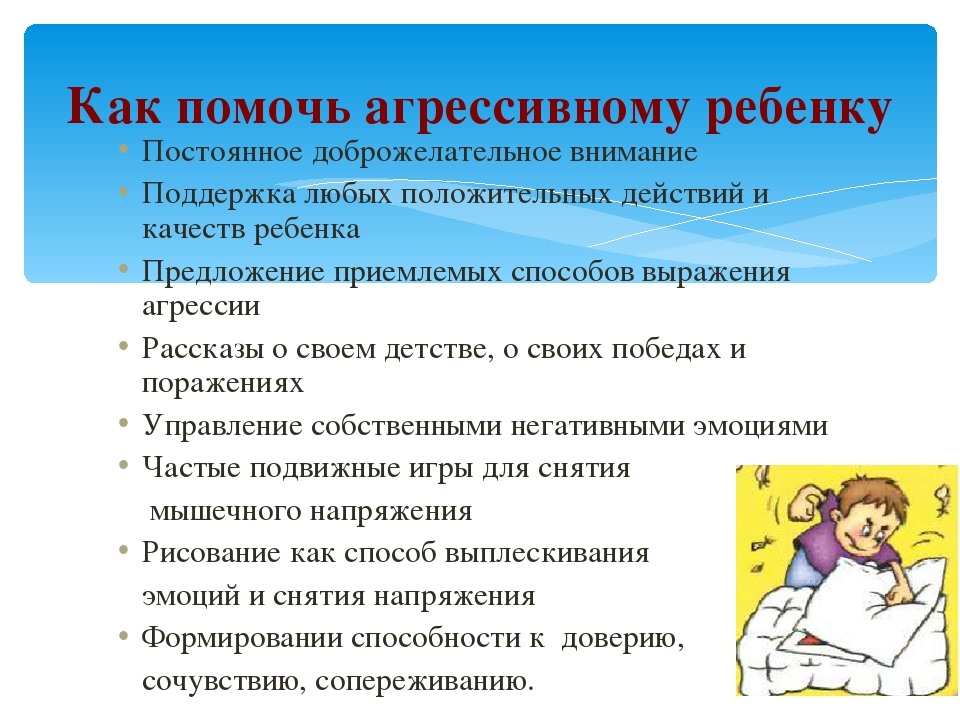 Как помочь агрессивному ребенку
• Постоянное доброжелательное внимание
• Поддержка любых положительных действий и
качеств ребенка
• Предложение приемлемых способов выражения
агрессии
• Рассказы о своем детстве, о своих победах и
поражениях
• Управление собственными негативными эмоциями
• Частые подвижные игры для снятия
мышечного напряжения
• Рисование как способ выплескивания
эмоций и снятия напряжения
• Формировании способности к доверию,
сочувствию, сопереживанию.